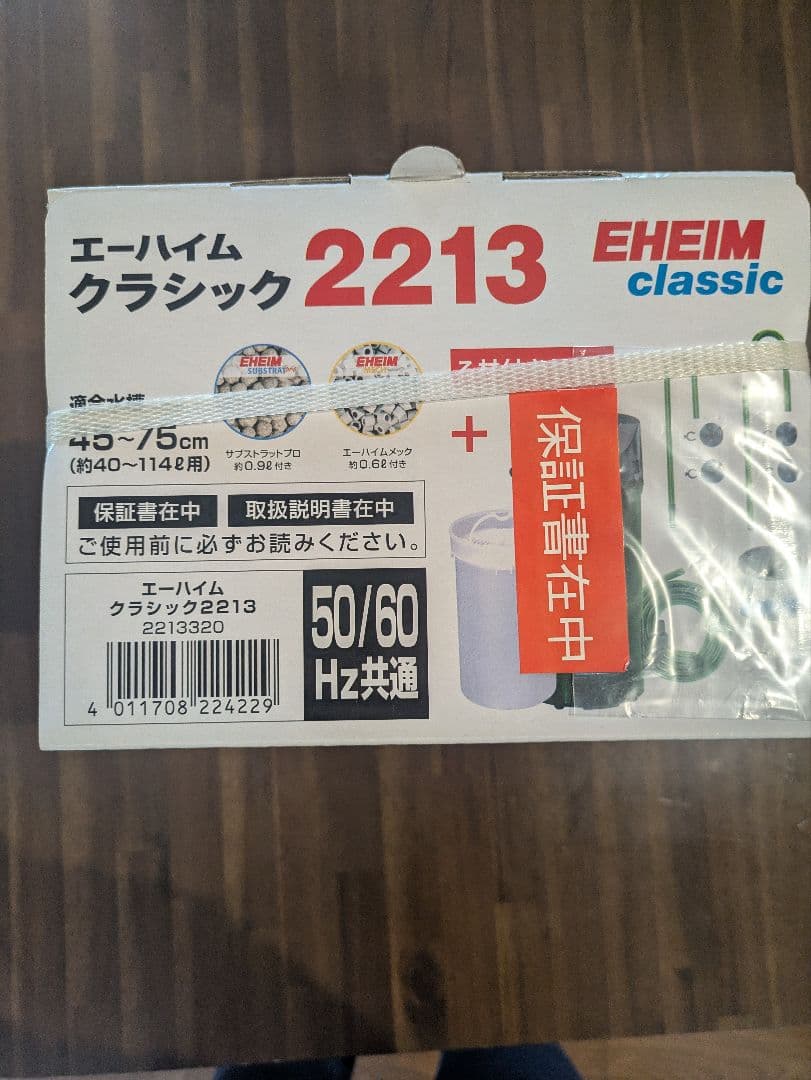 エーハイム
クラシック 2213
EHEIM
classic
EHEIM
SUBSTRAT
EHEIM
サブストラットプロ
約0.9ℓ付き
エーハイムメック
約0.6ℓ付き
適合水槽
45～75cm
(約40～114ℓ用)
+
保証書在中
保証書在中 取扱説明書在中
ご使用前に必ずお読みください。
エーハイム
クラシック2213
2213320
4 011708 224229
50/60
Hz共通